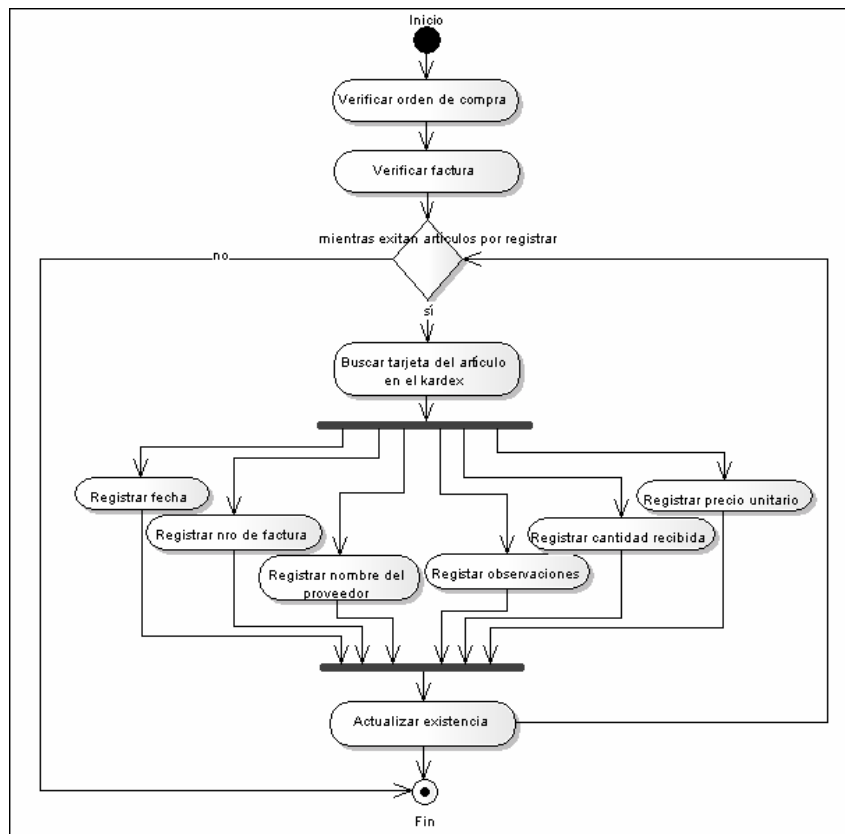 Inicio
Verificar orden de compra
Verificar factura
mientras exitan artículos por registrar
no
sí
Buscar tarjeta del artículo
en el kardex
Registrar fecha
Registrar precio unitario
Registrar nro de factura
Registrar cantidad recibida
Registrar nombre del
proveedor
Registar observaciones
Actualizar existencia
Fin